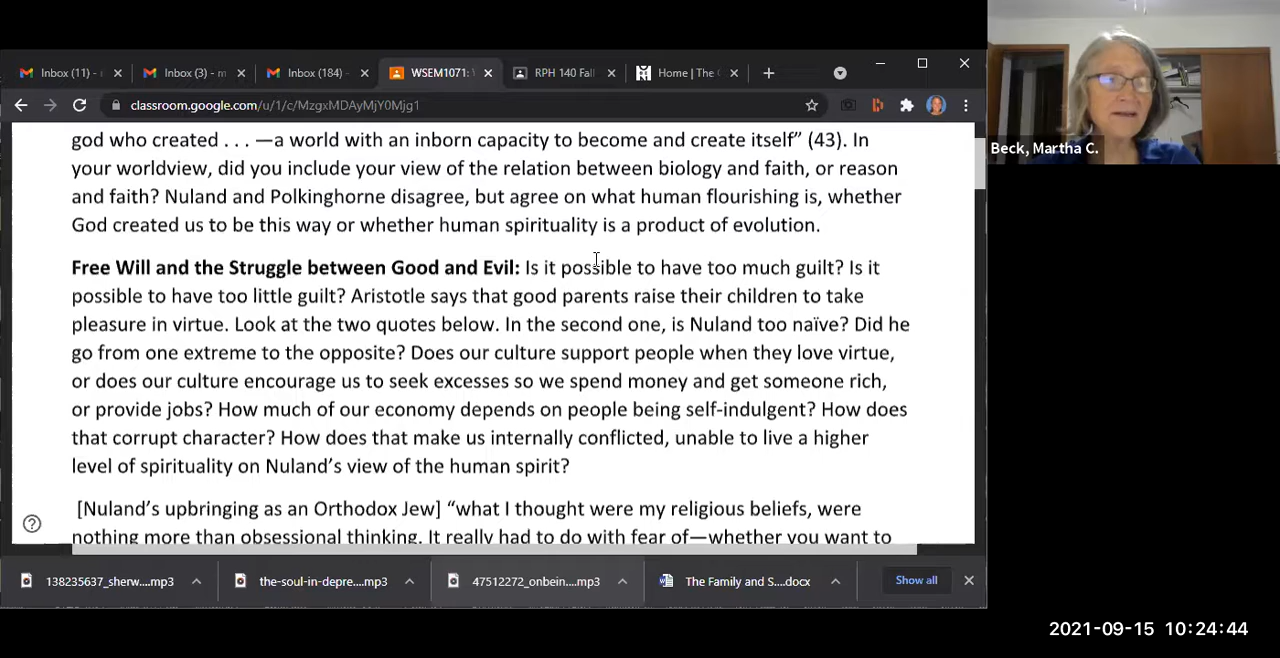 Inbox (11) -
Inbox (3) - m
Inbox (184) -
WSEM1071:
RPH 140 Fal
Home | The
classroom.google.com/u/1/c/MzgxMDAyMjY0Mjg1
Beck, Martha C.
god who created . . . —a world with an inborn capacity to become and create itself” (43). In
your worldview, did you include your view of the relation between biology and faith, or reason
and faith? Nuland and Polkinghorne disagree, but agree on what human flourishing is, whether
God created us to be this way or whether human spirituality is a product of evolution.
Free Will and the Struggle between Good and Evil: Is it possible to have too much guilt? Is it
possible to have too little guilt? Aristotle says that good parents raise their children to take
pleasure in virtue. Look at the two quotes below. In the second one, is Nuland too naïve? Did he
go from one extreme to the opposite? Does our culture support people when they love virtue,
or does our culture encourage us to seek excesses so we spend money and get someone rich,
or provide jobs? How much of our economy depends on people being self-indulgent? How does
that corrupt character? How does that make us internally conflicted, unable to live a higher
level of spirituality on Nuland’s view of the human spirit?
[Nuland’s upbringing as an Orthodox Jew] “what I thought were my religious beliefs, were
nothing more than obsessional thinking. It really had to do with fear of—whether you want to
138235637_sherw....mp3
the-soul-in-depre....mp3
47512272_onbein....mp3
The Family and S....docx
Show all
2021-09-15 10:24:44